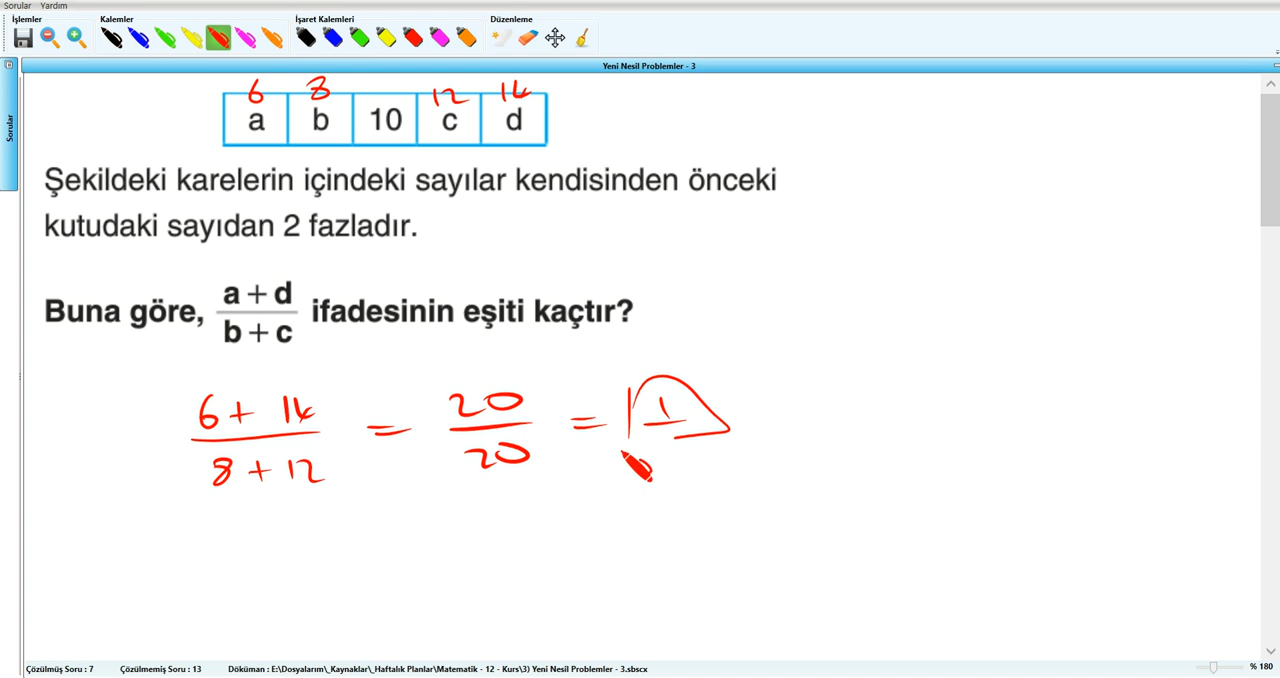 Sorular Yardım
İşlemler Kalemler İşaret Kalemleri Düzenleme
Yeni Nesil Problemler - 3
Sorular
6 8 12 14
a b 10 c d
Şekildeki karelerin içindeki sayılar kendisinden önceki
kutudaki sayıdan 2 fazladır.
Buna göre, a + d / b + c ifadesinin eşiti kaçtır?
6 + 14 / 8 + 12 = 20 / 20 = 1
Çözülmüş Soru : 7 Çözülmemiş Soru : 13 Döküman : E:\Dosyalarım\_Kaynaklar\_Haftalık Planlar\Matematik - 12 - Kurs\3) Yeni Nesil Problemler - 3.sbscx % 180